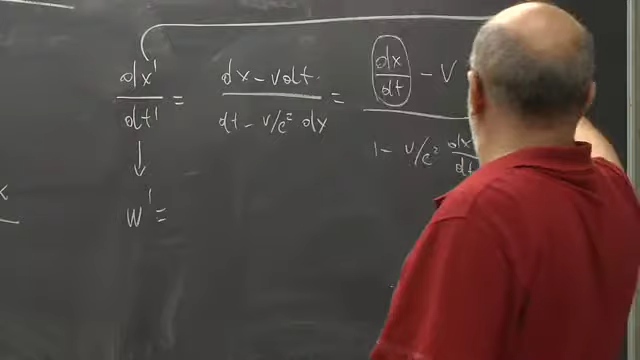 dx'/dt' = (dx - vdt)/(dt - v/c² dx) = (dx/dt - v)/(1 - v/c² dx/dt)
w' =